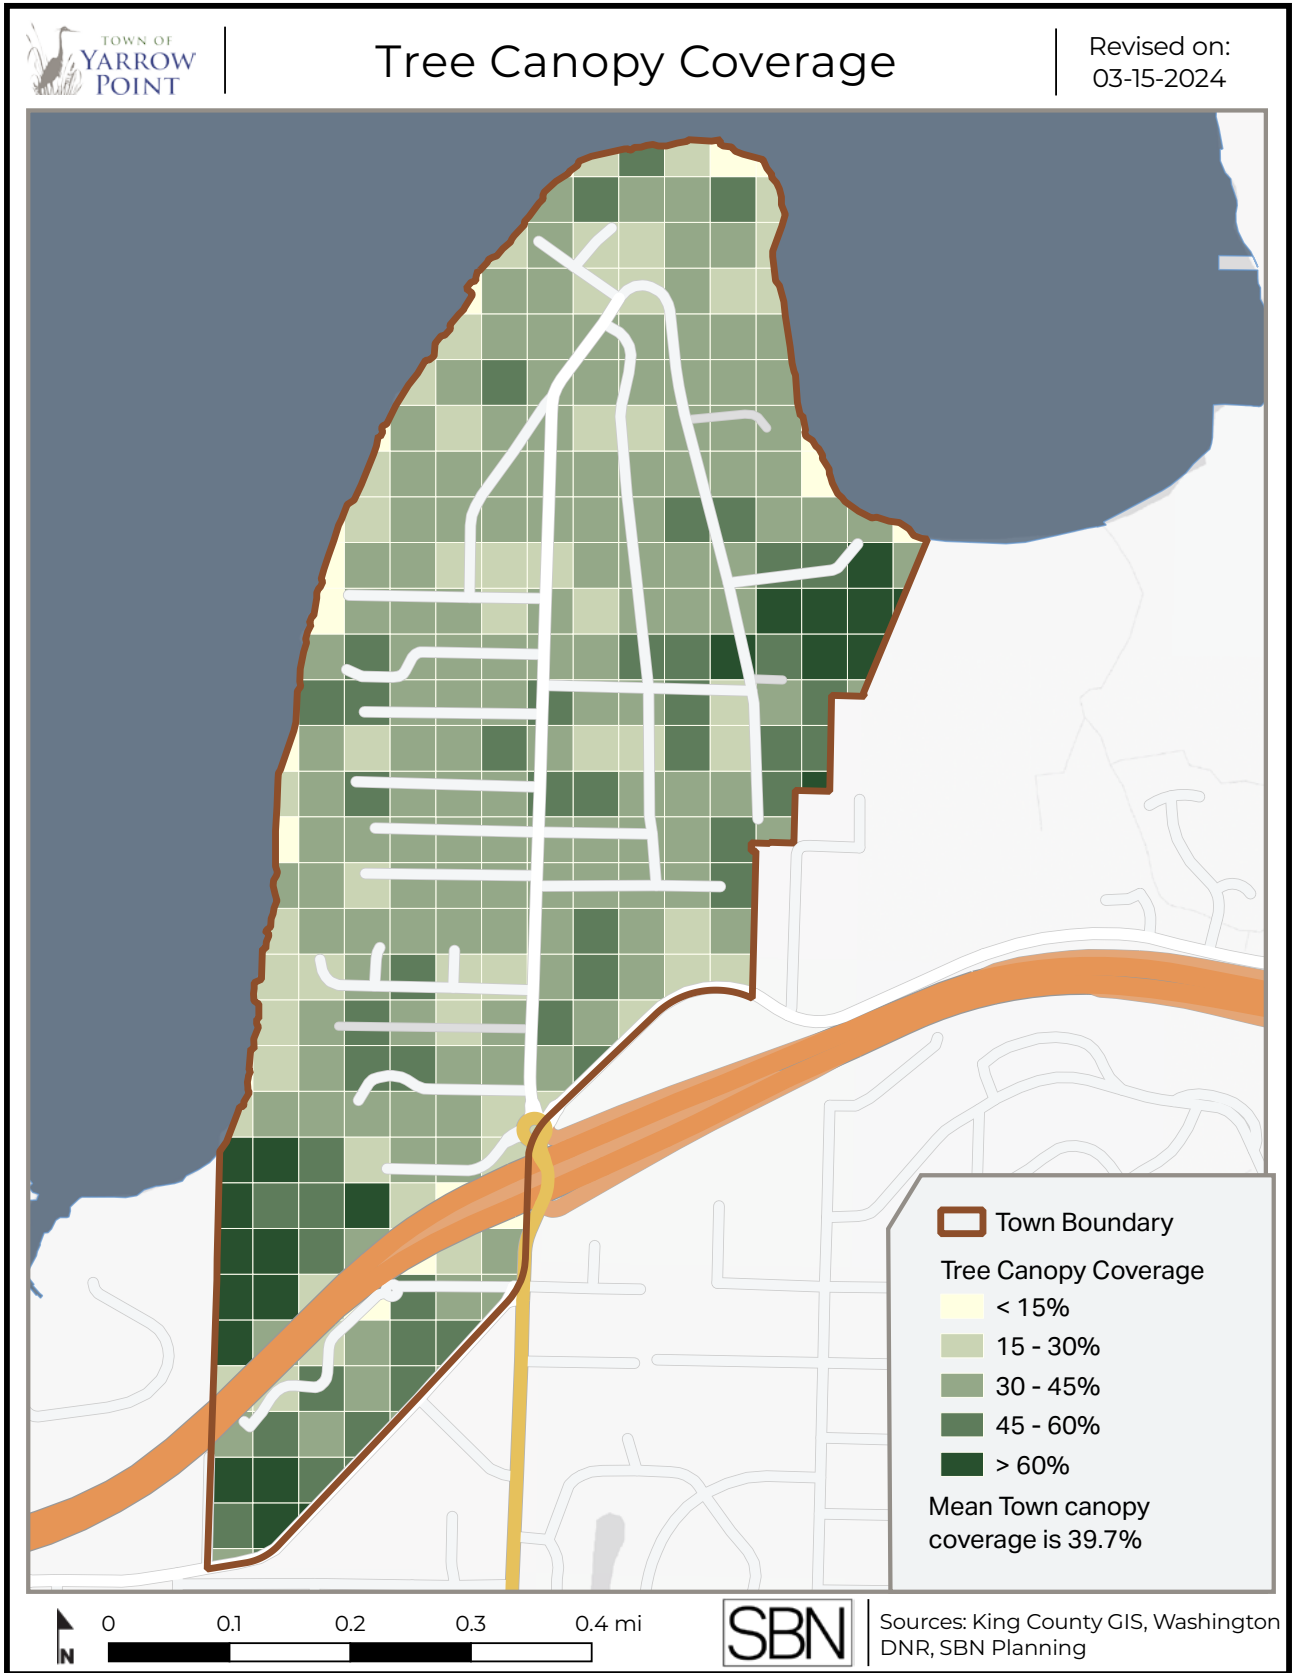 TOWN OF
YARROW
POINT
Tree Canopy Coverage
Revised on:
03-15-2024
Town Boundary
Tree Canopy Coverage
< 15%
15 - 30%
30 - 45%
45 - 60%
> 60%
Mean Town canopy
coverage is 39.7%
N
0 0.1 0.2 0.3 0.4 mi
SBN
Sources: King County GIS, Washington
DNR, SBN Planning